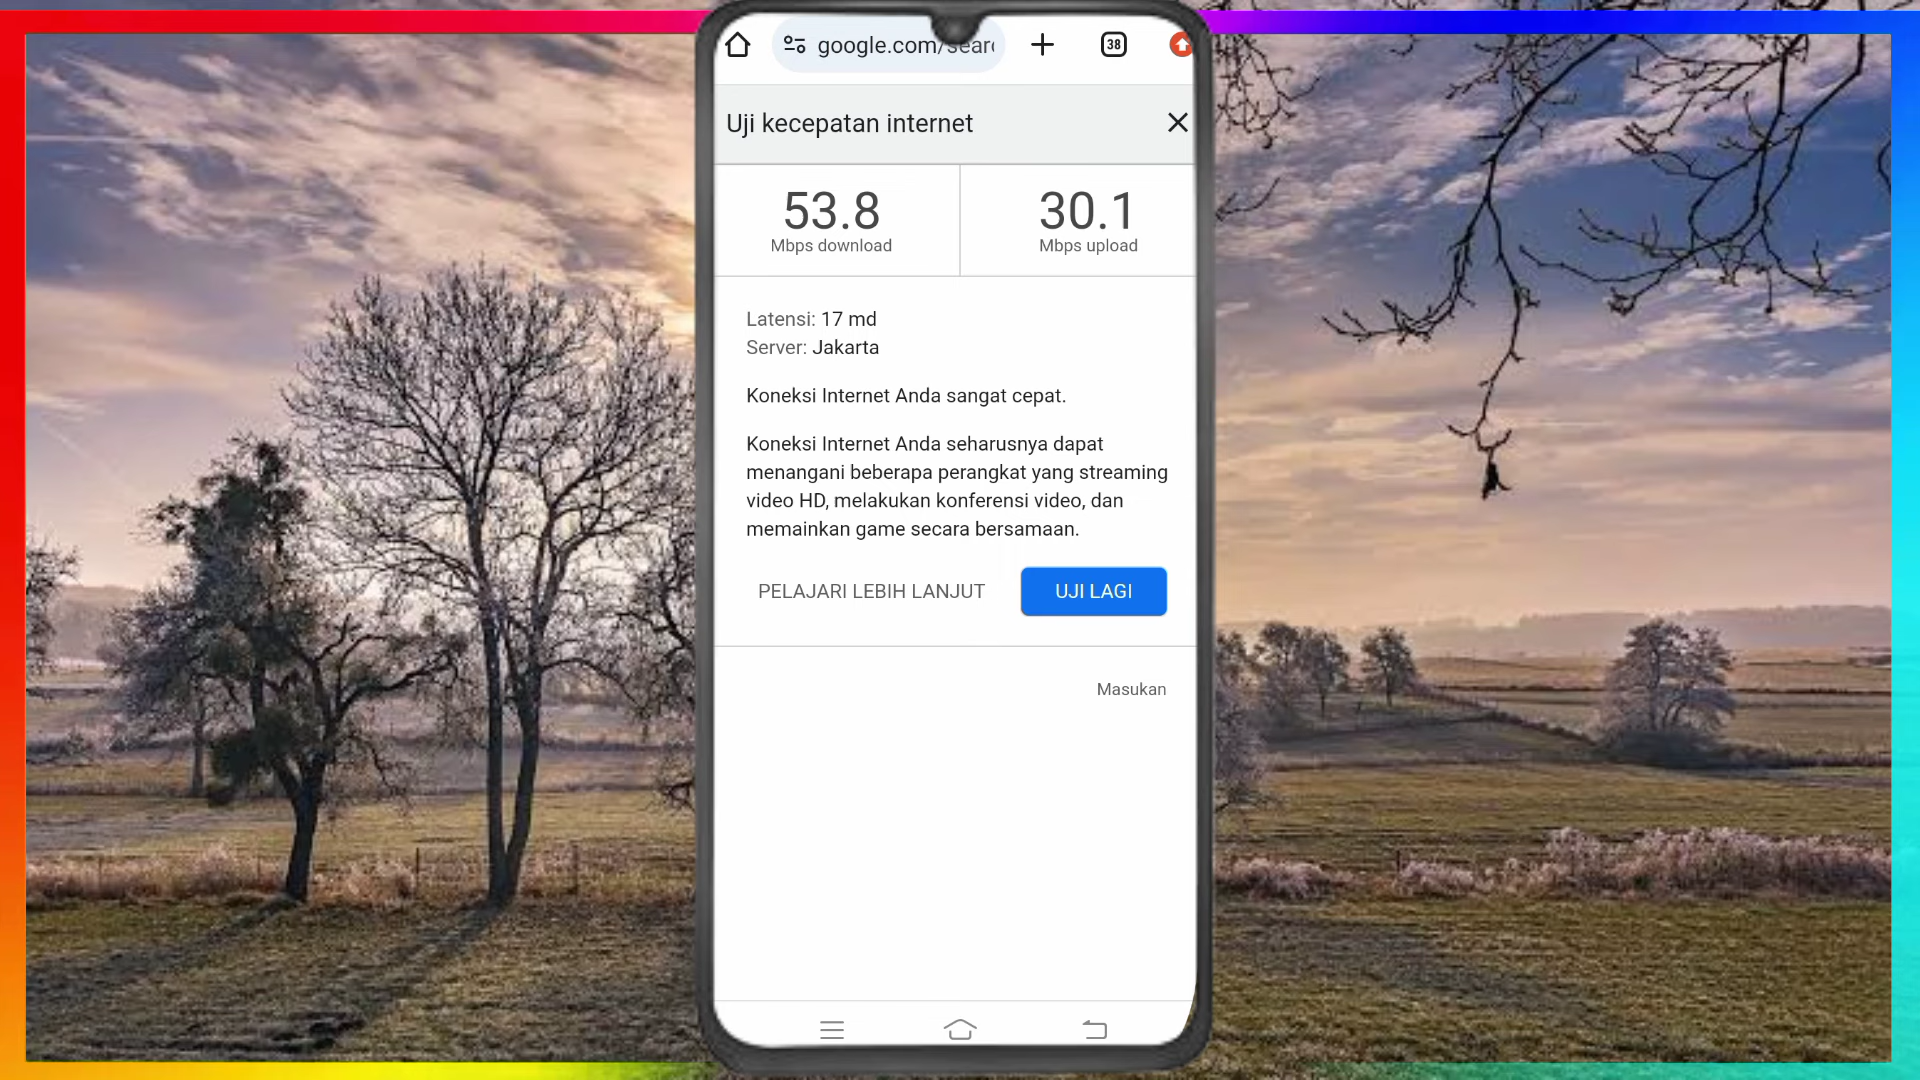 google.com/sear
38
Uji kecepatan internet
53.8
Mbps download
30.1
Mbps upload
Latensi: 17 md
Server: Jakarta
Koneksi Internet Anda sangat cepat.
Koneksi Internet Anda seharusnya dapat
menangani beberapa perangkat yang streaming
video HD, melakukan konferensi video, dan
memainkan game secara bersamaan.
PELAJARI LEBIH LANJUT
UJI LAGI
Masukan